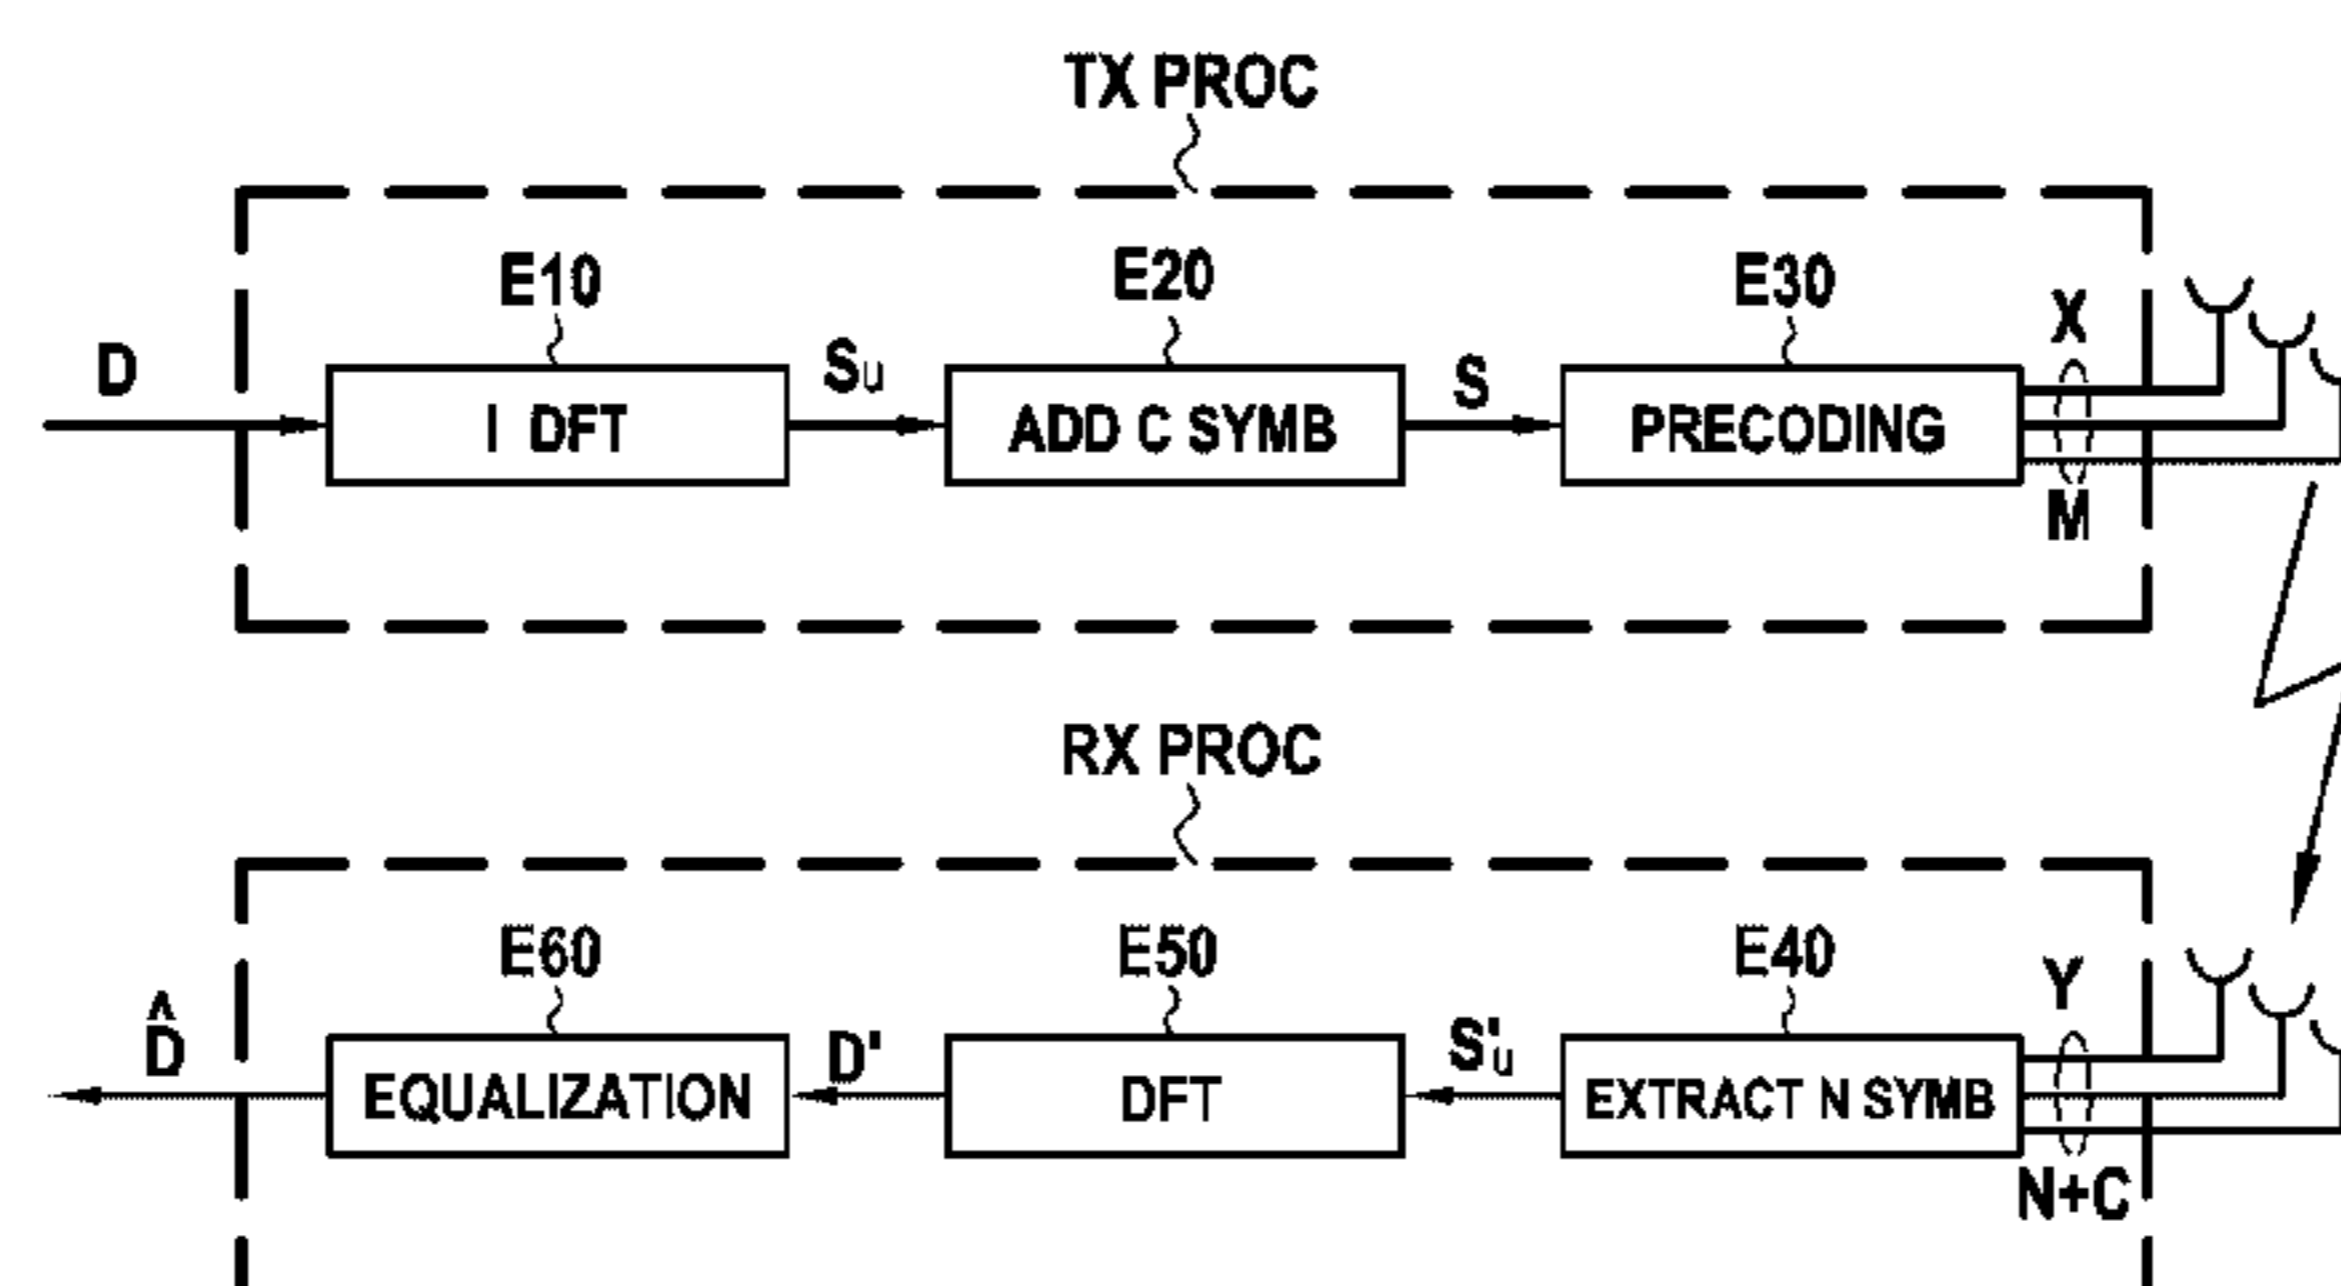 TX PROC
E10
E20
E30
X
D
Su
S
I DFT
ADD C SYMB
PRECODING
M
RX PROC
E60
E50
E40
Y
D̂
D'
S'u
EQUALIZATION
DFT
EXTRACT N SYMB
N+C